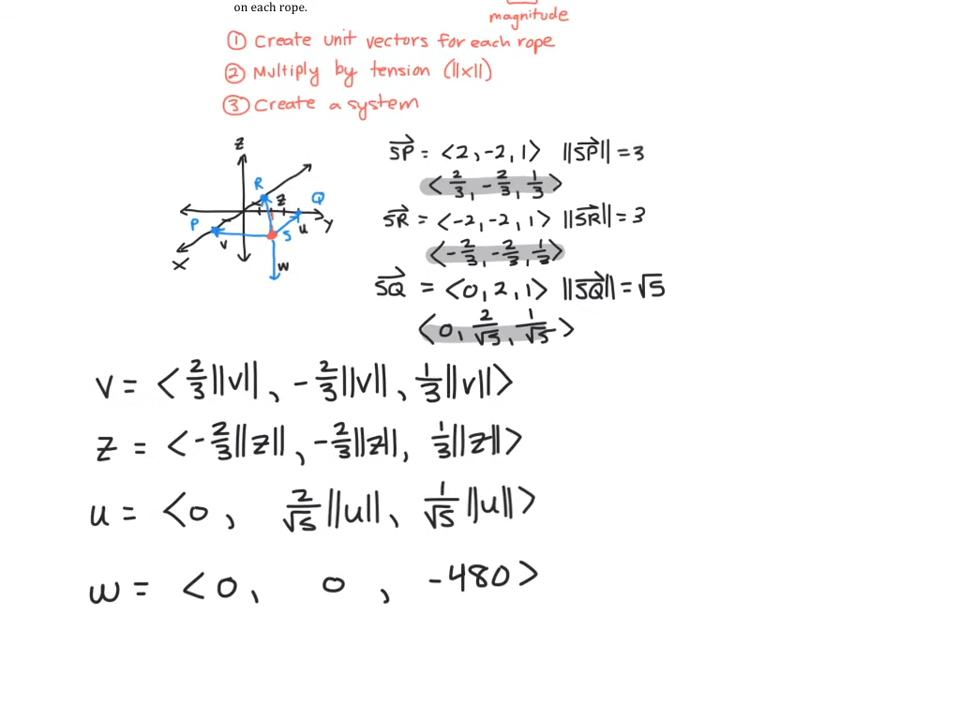 on each rope.
magnitude
① Create unit vectors for each rope
② Multiply by tension (||x||)
③ Create a system
Z
R
Z
Q
P
S
u
Y
V
X
W
SP = <2, -2, 1> ||SP|| = 3
<2/3, -2/3, 1/3>
SR = <-2, -2, 1> ||SR|| = 3
<-2/3, -2/3, 1/3>
SQ = <0, 2, 1> ||SQ|| = √5
<0, 2/√5, 1/√5>
v = <2/3||v||, -2/3||v||, 1/3||v||>
z = <-2/3||z||, -2/3||z||, 1/3||z||>
u = <0, 2/√5||u||, 1/√5||u||>
w = <0, 0, -480>